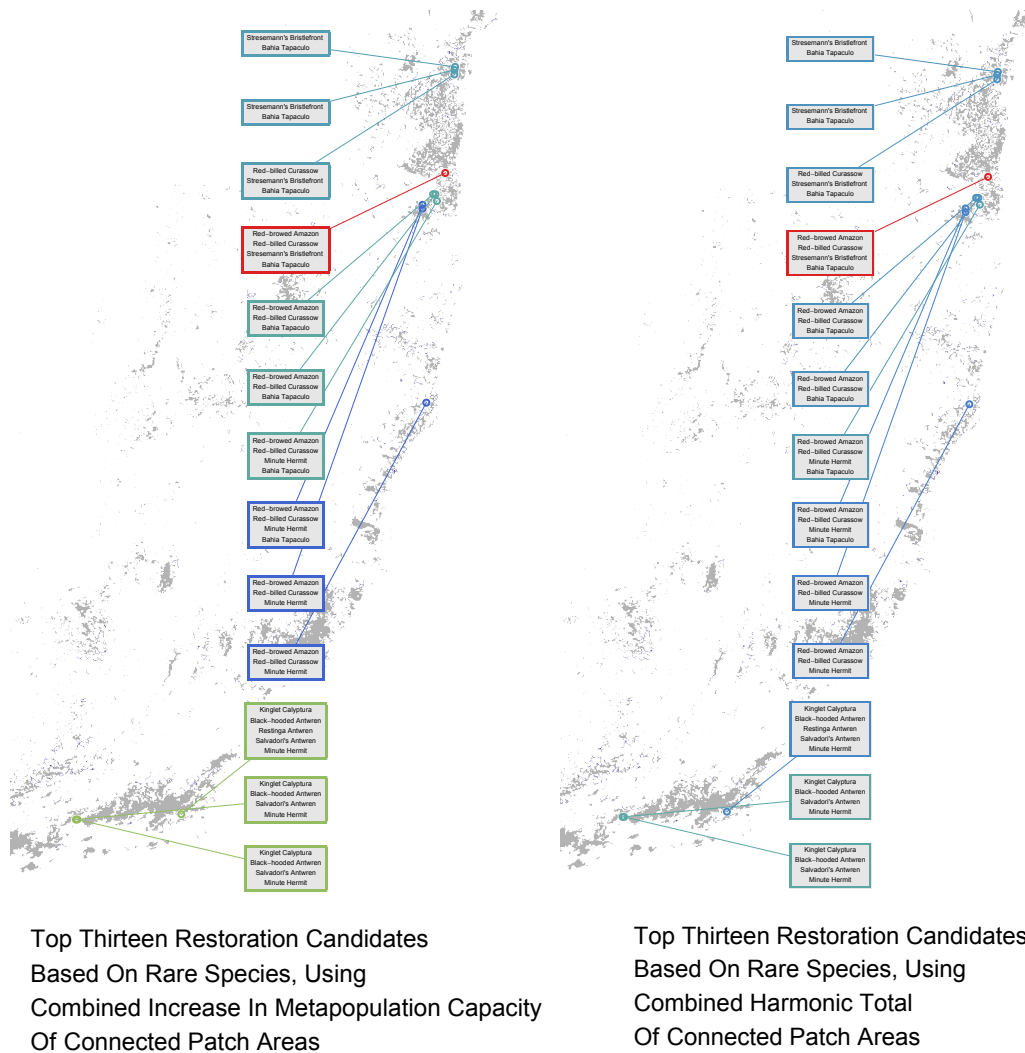 Stresemann's Bristlefront
Bahia Tapaculo
Stresemann's Bristlefront
Bahia Tapaculo
Red−billed Curassow
Stresemann's Bristlefront
Bahia Tapaculo
Red−browed Amazon
Red−billed Curassow
Stresemann's Bristlefront
Bahia Tapaculo
Red−browed Amazon
Red−billed Curassow
Bahia Tapaculo
Red−browed Amazon
Red−billed Curassow
Bahia Tapaculo
Red−browed Amazon
Red−billed Curassow
Minute Hermit
Bahia Tapaculo
Red−browed Amazon
Red−billed Curassow
Minute Hermit
Bahia Tapaculo
Red−browed Amazon
Red−billed Curassow
Minute Hermit
Red−browed Amazon
Red−billed Curassow
Minute Hermit
Kinglet Calyptura
Black−hooded Antwren
Restinga Antwren
Salvadori's Antwren
Minute Hermit
Kinglet Calyptura
Black−hooded Antwren
Salvadori's Antwren
Minute Hermit
Kinglet Calyptura
Black−hooded Antwren
Salvadori's Antwren
Minute Hermit
Top Thirteen Restoration Candidates
Based On Rare Species, Using
Combined Increase In Metapopulation Capacity
Of Connected Patch Areas
Stresemann's Bristlefront
Bahia Tapaculo
Stresemann's Bristlefront
Bahia Tapaculo
Red−billed Curassow
Stresemann's Bristlefront
Bahia Tapaculo
Red−browed Amazon
Red−billed Curassow
Stresemann's Bristlefront
Bahia Tapaculo
Red−browed Amazon
Red−billed Curassow
Bahia Tapaculo
Red−browed Amazon
Red−billed Curassow
Bahia Tapaculo
Red−browed Amazon
Red−billed Curassow
Minute Hermit
Bahia Tapaculo
Red−browed Amazon
Red−billed Curassow
Minute Hermit
Bahia Tapaculo
Red−browed Amazon
Red−billed Curassow
Minute Hermit
Red−browed Amazon
Red−billed Curassow
Minute Hermit
Kinglet Calyptura
Black−hooded Antwren
Restinga Antwren
Salvadori's Antwren
Minute Hermit
Kinglet Calyptura
Black−hooded Antwren
Salvadori's Antwren
Minute Hermit
Kinglet Calyptura
Black−hooded Antwren
Salvadori's Antwren
Minute Hermit
Top Thirteen Restoration Candidates
Based On Rare Species, Using
Combined Harmonic Total
Of Connected Patch Areas